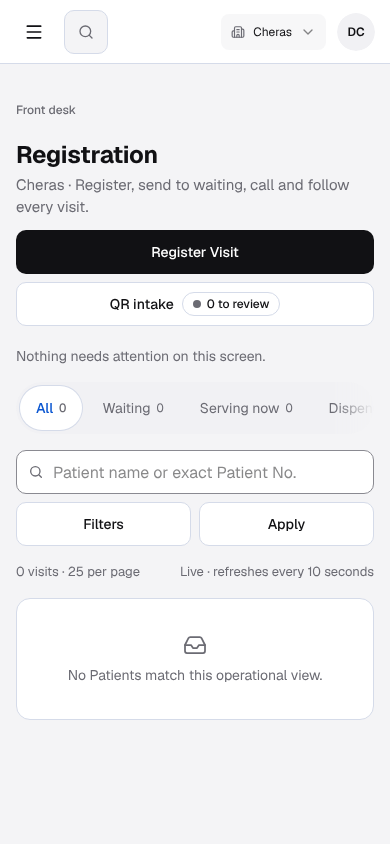 Cheras
DC
Front desk
Registration
Cheras · Register, send to waiting, call and follow
every visit.
Register Visit
QR intake 0 to review
Nothing needs attention on this screen.
All 0 Waiting 0 Serving now 0 Dispen
Patient name or exact Patient No.
Filters Apply
0 visits · 25 per page Live · refreshes every 10 seconds
No Patients match this operational view.